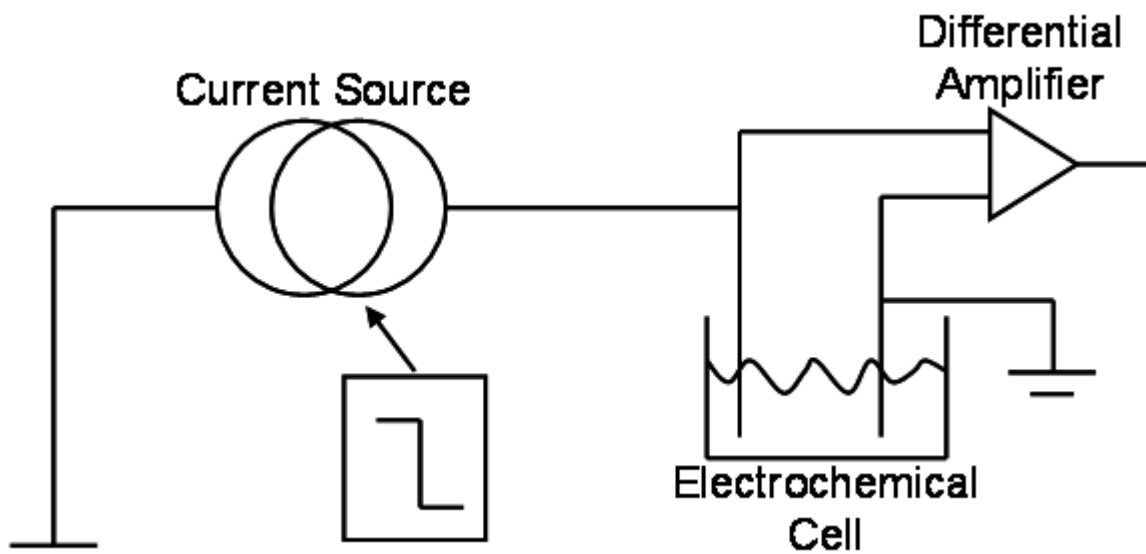 Differential
Amplifier
Current Source
Electrochemical
Cell